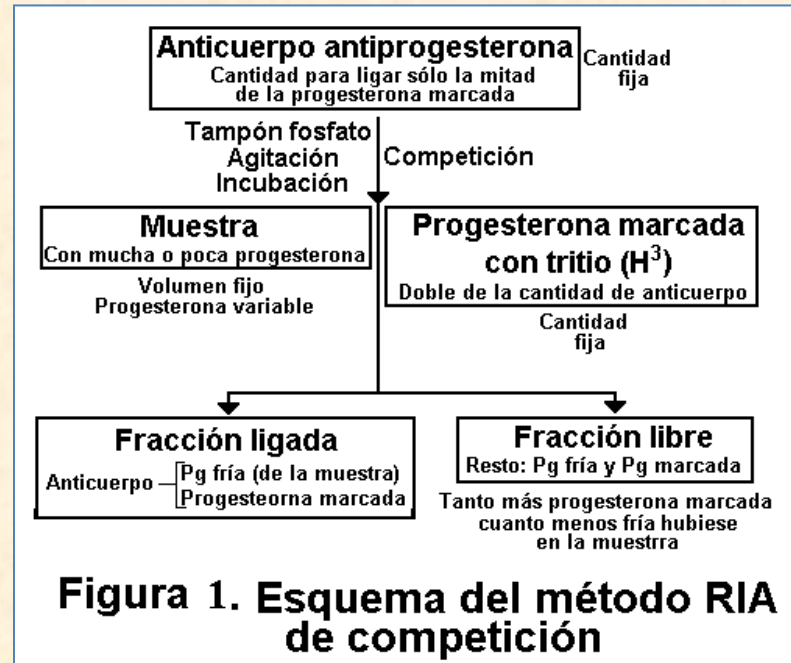 Anticuerpo antiprogesterona
Cantidad para ligar sólo la mitad
de la progesterona marcada
Cantidad
fija
Tampón fosfato
Agitación
Incubación
Competición
Muestra
Con mucha o poca progesterona
Volumen fijo
Progesterona variable
Progesterona marcada
con tritio (H³)
Doble de la cantidad de anticuerpo
Cantidad
fija
Fracción ligada
Anticuerpo
Pg fría (de la muestra)
Progesteorna marcada
Fracción libre
Resto: Pg fría y Pg marcada
Tanto más progesterona marcada
cuanto menos fría hubiese
en la muestrra
Figura 1. Esquema del método RIA
de competición